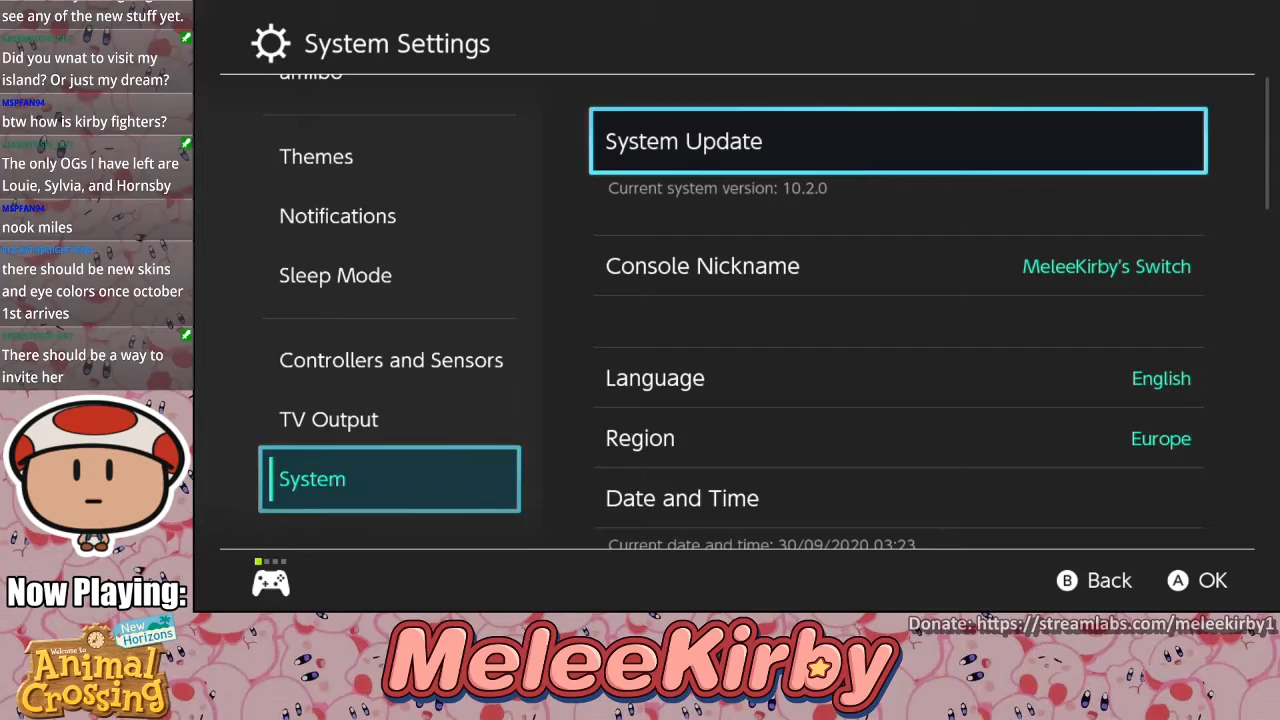 see any of the new stuff yet.
Did you wnat to visit my
island? Or just my dream?
MSPFAN94
btw how is kirby fighters?
The only OGs I have left are
Louie, Sylvia, and Hornsby
MSPFAN94
nook miles
there should be new skins
and eye colors once october
1st arrives
There should be a way to
invite her
Now Playing:
Welcome to
Animal
Crossing
New
Horizons
System Settings
amiibo
Themes
Notifications
Sleep Mode
Controllers and Sensors
TV Output
System
System Update
Current system version: 10.2.0
Console Nickname MeleeKirby's Switch
Language English
Region Europe
Date and Time
Current date and time: 30/09/2020 03:23
B Back A OK
Donate: https://streamlabs.com/meleekirby1
MeleeKirby